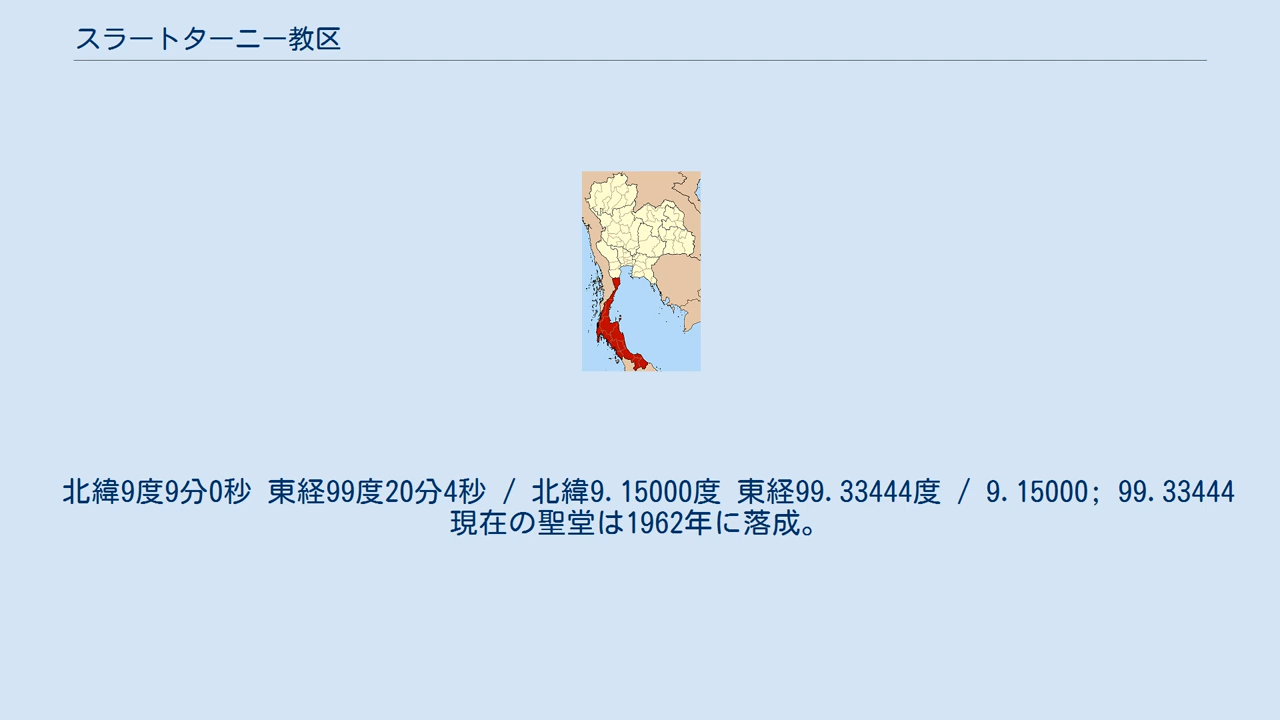 スラートターニー教区
北緯9度9分0秒 東経99度20分4秒 / 北緯9.15000度 東経99.33444度 / 9.15000; 99.33444
現在の聖堂は1962年に落成。